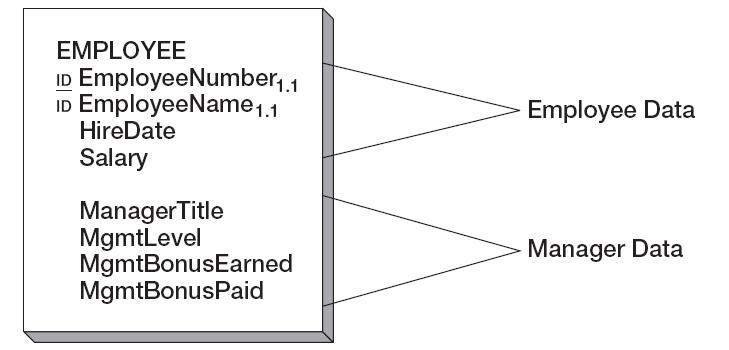 EMPLOYEE
ID EmployeeNumber1.1
ID EmployeeName1.1
HireDate
Salary
Employee Data
ManagerTitle
MgmtLevel
MgmtBonusEarned
MgmtBonusPaid
Manager Data